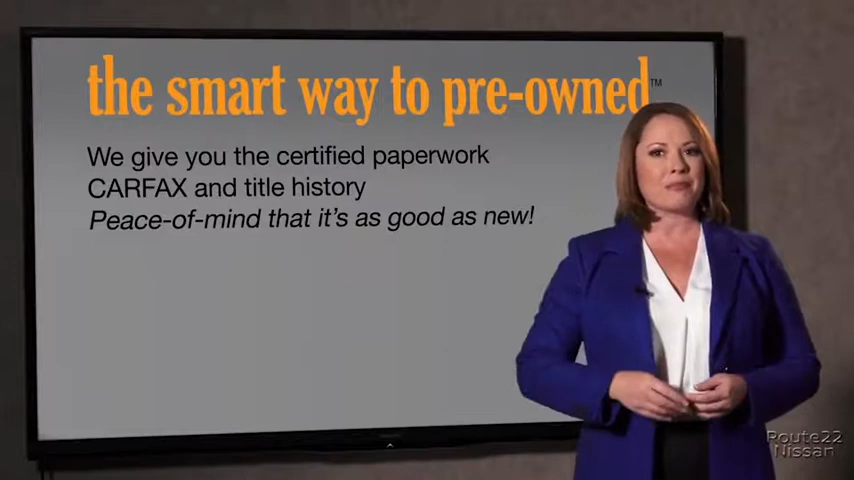 the smart way to pre-owned™
We give you the certified paperwork
CARFAX and title history
Peace-of-mind that it's as good as new!
Route22
Nissan